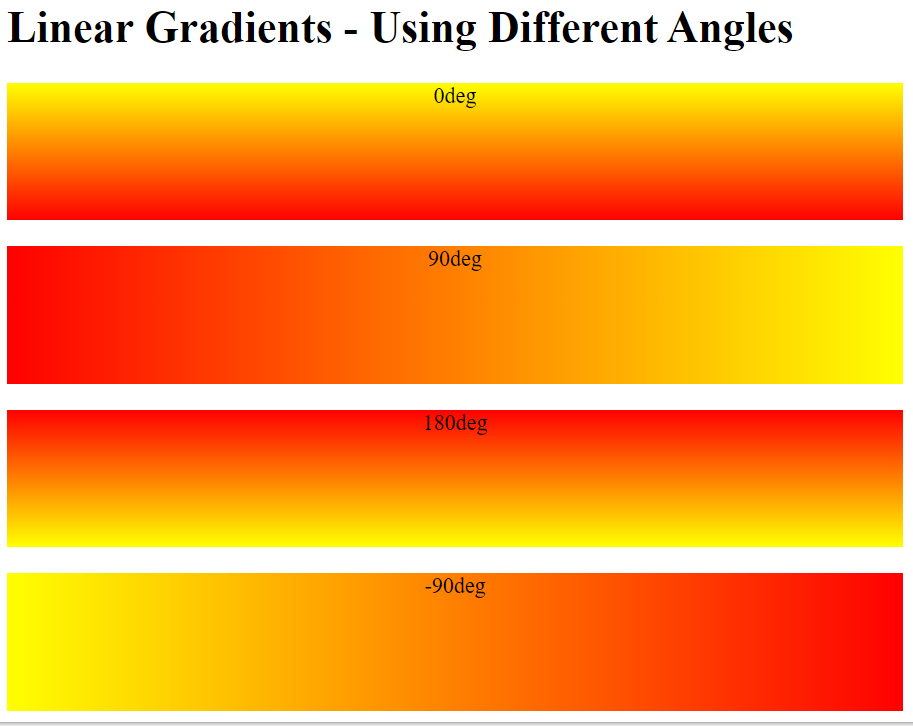 Linear Gradients - Using Different Angles
0deg
90deg
180deg
-90deg